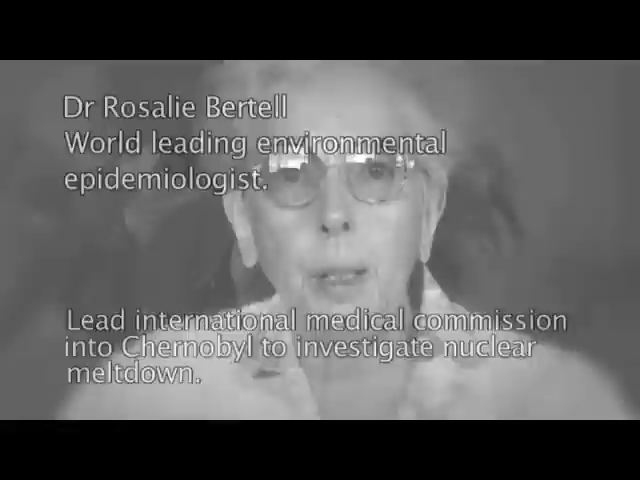 Dr Rosalie Bertell
World leading environmental
epidemiologist.
Lead international medical commission
into Chernobyl to investigate nuclear
meltdown.